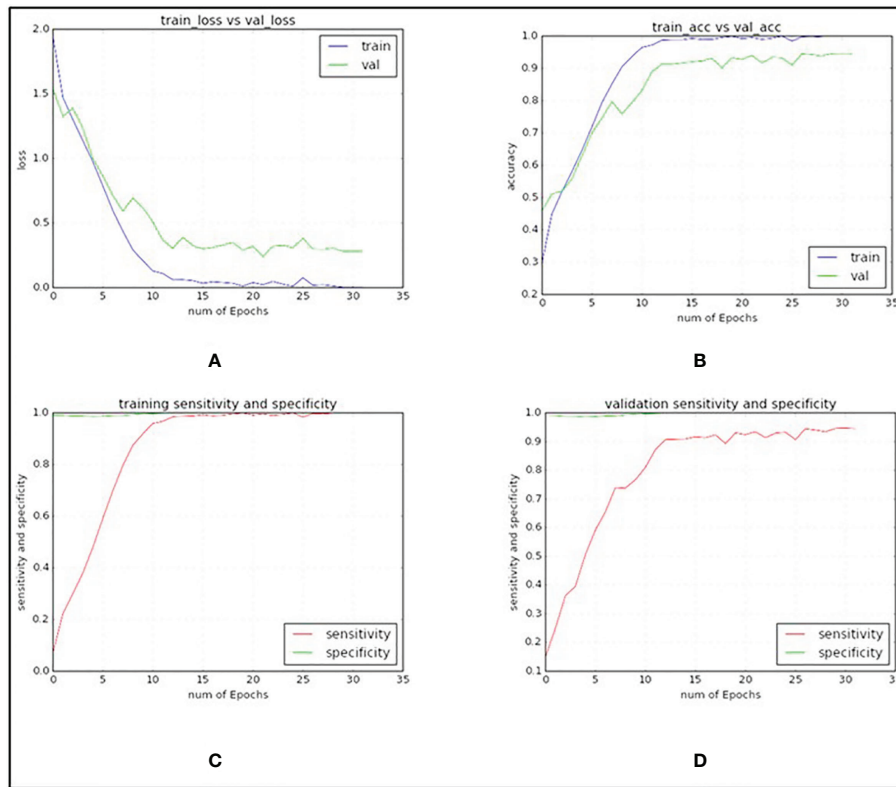 train_loss vs val_loss
2.0
1.5
1.0
0.5
0.0
loss
train
val
0 5 10 15 20 25 30 35
num of Epochs
A
train_acc vs val_acc
1.0
0.9
0.8
0.7
0.6
0.5
0.4
0.3
0.2
accuracy
train
val
0 5 10 15 20 25 30 35
num of Epochs
B
training sensitivity and specificity
1.0
0.8
0.6
0.4
0.2
0.0
sensitivity and specificity
sensitivity
specificity
0 5 10 15 20 25 30 35
num of Epochs
C
validation sensitivity and specificity
1.0
0.9
0.8
0.7
0.6
0.5
0.4
0.3
0.2
0.1
sensitivity and specificity
sensitivity
specificity
0 5 10 15 20 25 30 35
num of Epochs
D